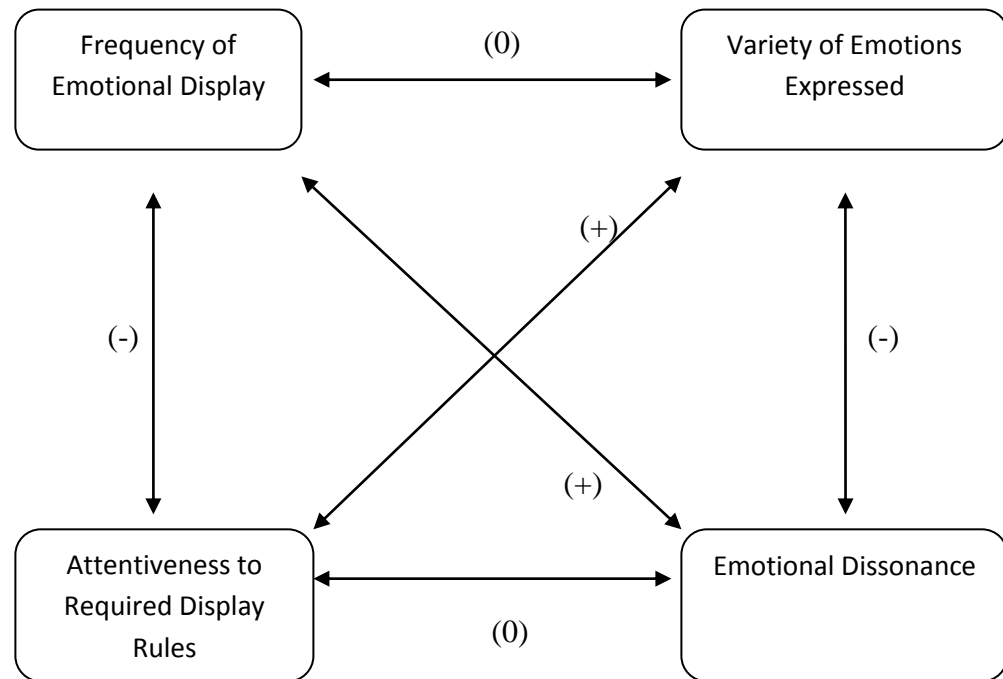 Frequency of
Emotional Display
(0)
Variety of Emotions
Expressed
(+)
(-)
(-)
(+)
Attentiveness to
Required Display
Rules
(0)
Emotional Dissonance